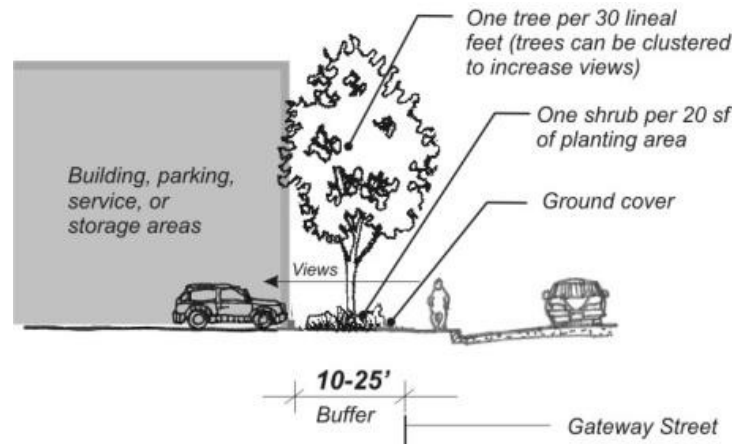 One tree per 30 lineal
feet (trees can be clustered
to increase views)
One shrub per 20 sf
of planting area
Building, parking,
service, or
storage areas
Ground cover
Views
10-25'
Buffer
Gateway Street